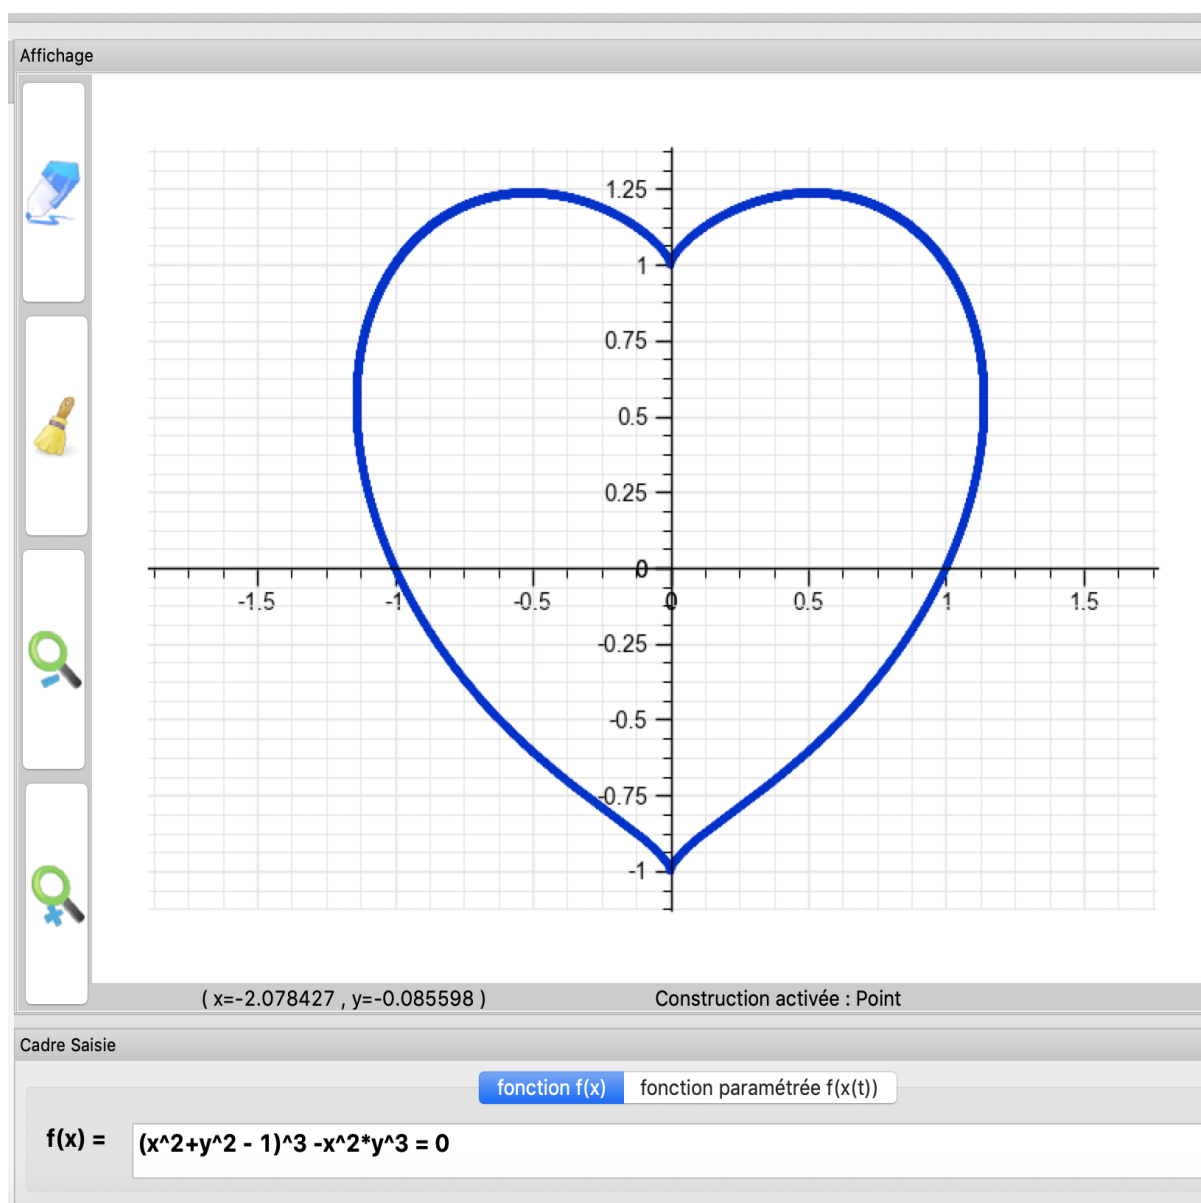 Affichage
1.25
1
0.75
0.5
0.25
0
-1.5 -1 -0.5 0 0.5 1 1.5
-0.25
-0.5
-0.75
-1
( x=-2.078427 , y=-0.085598 ) Construction activée : Point
Cadre Saisie
fonction f(x) fonction paramétrée f(x(t))
f(x) = (x^2+y^2 - 1)^3 -x^2*y^3 = 0